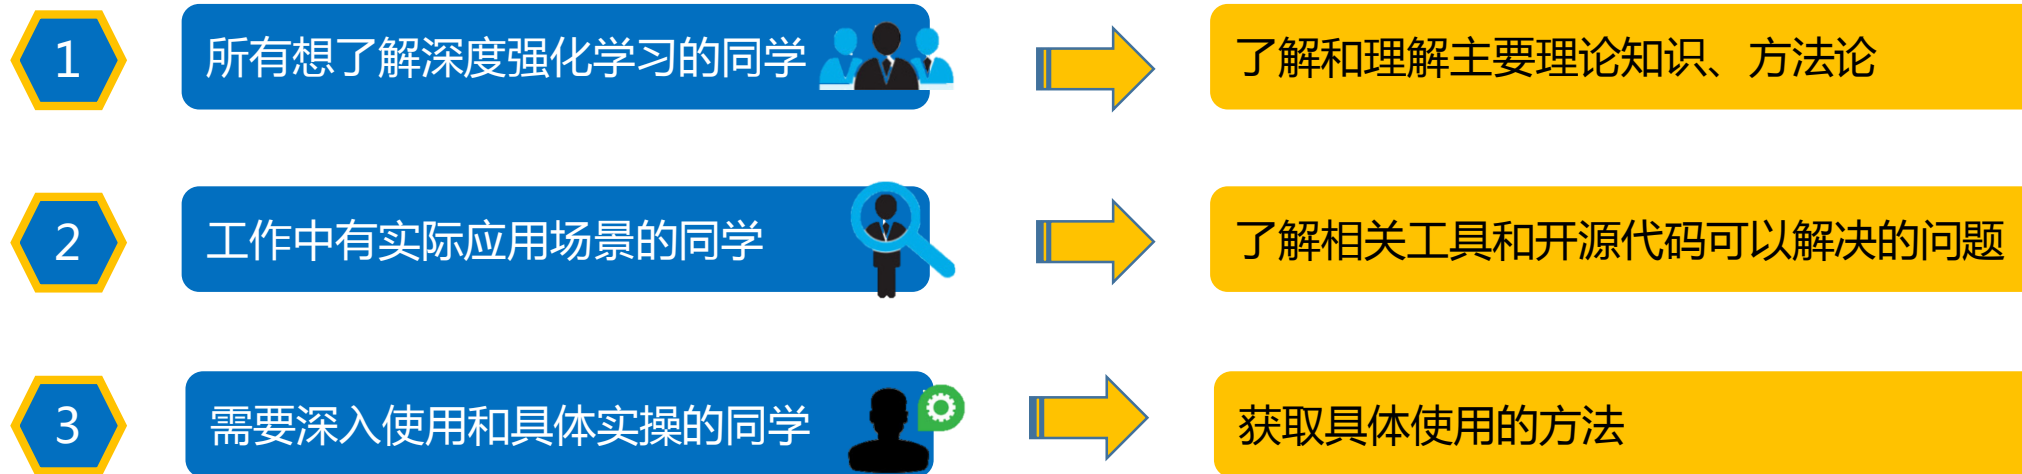 1
所有想了解深度强化学习的同学
了解和理解主要理论知识、方法论
2
工作中有实际应用场景的同学
了解相关工具和开源代码可以解决的问题
3
需要深入使用和具体实操的同学
获取具体使用的方法